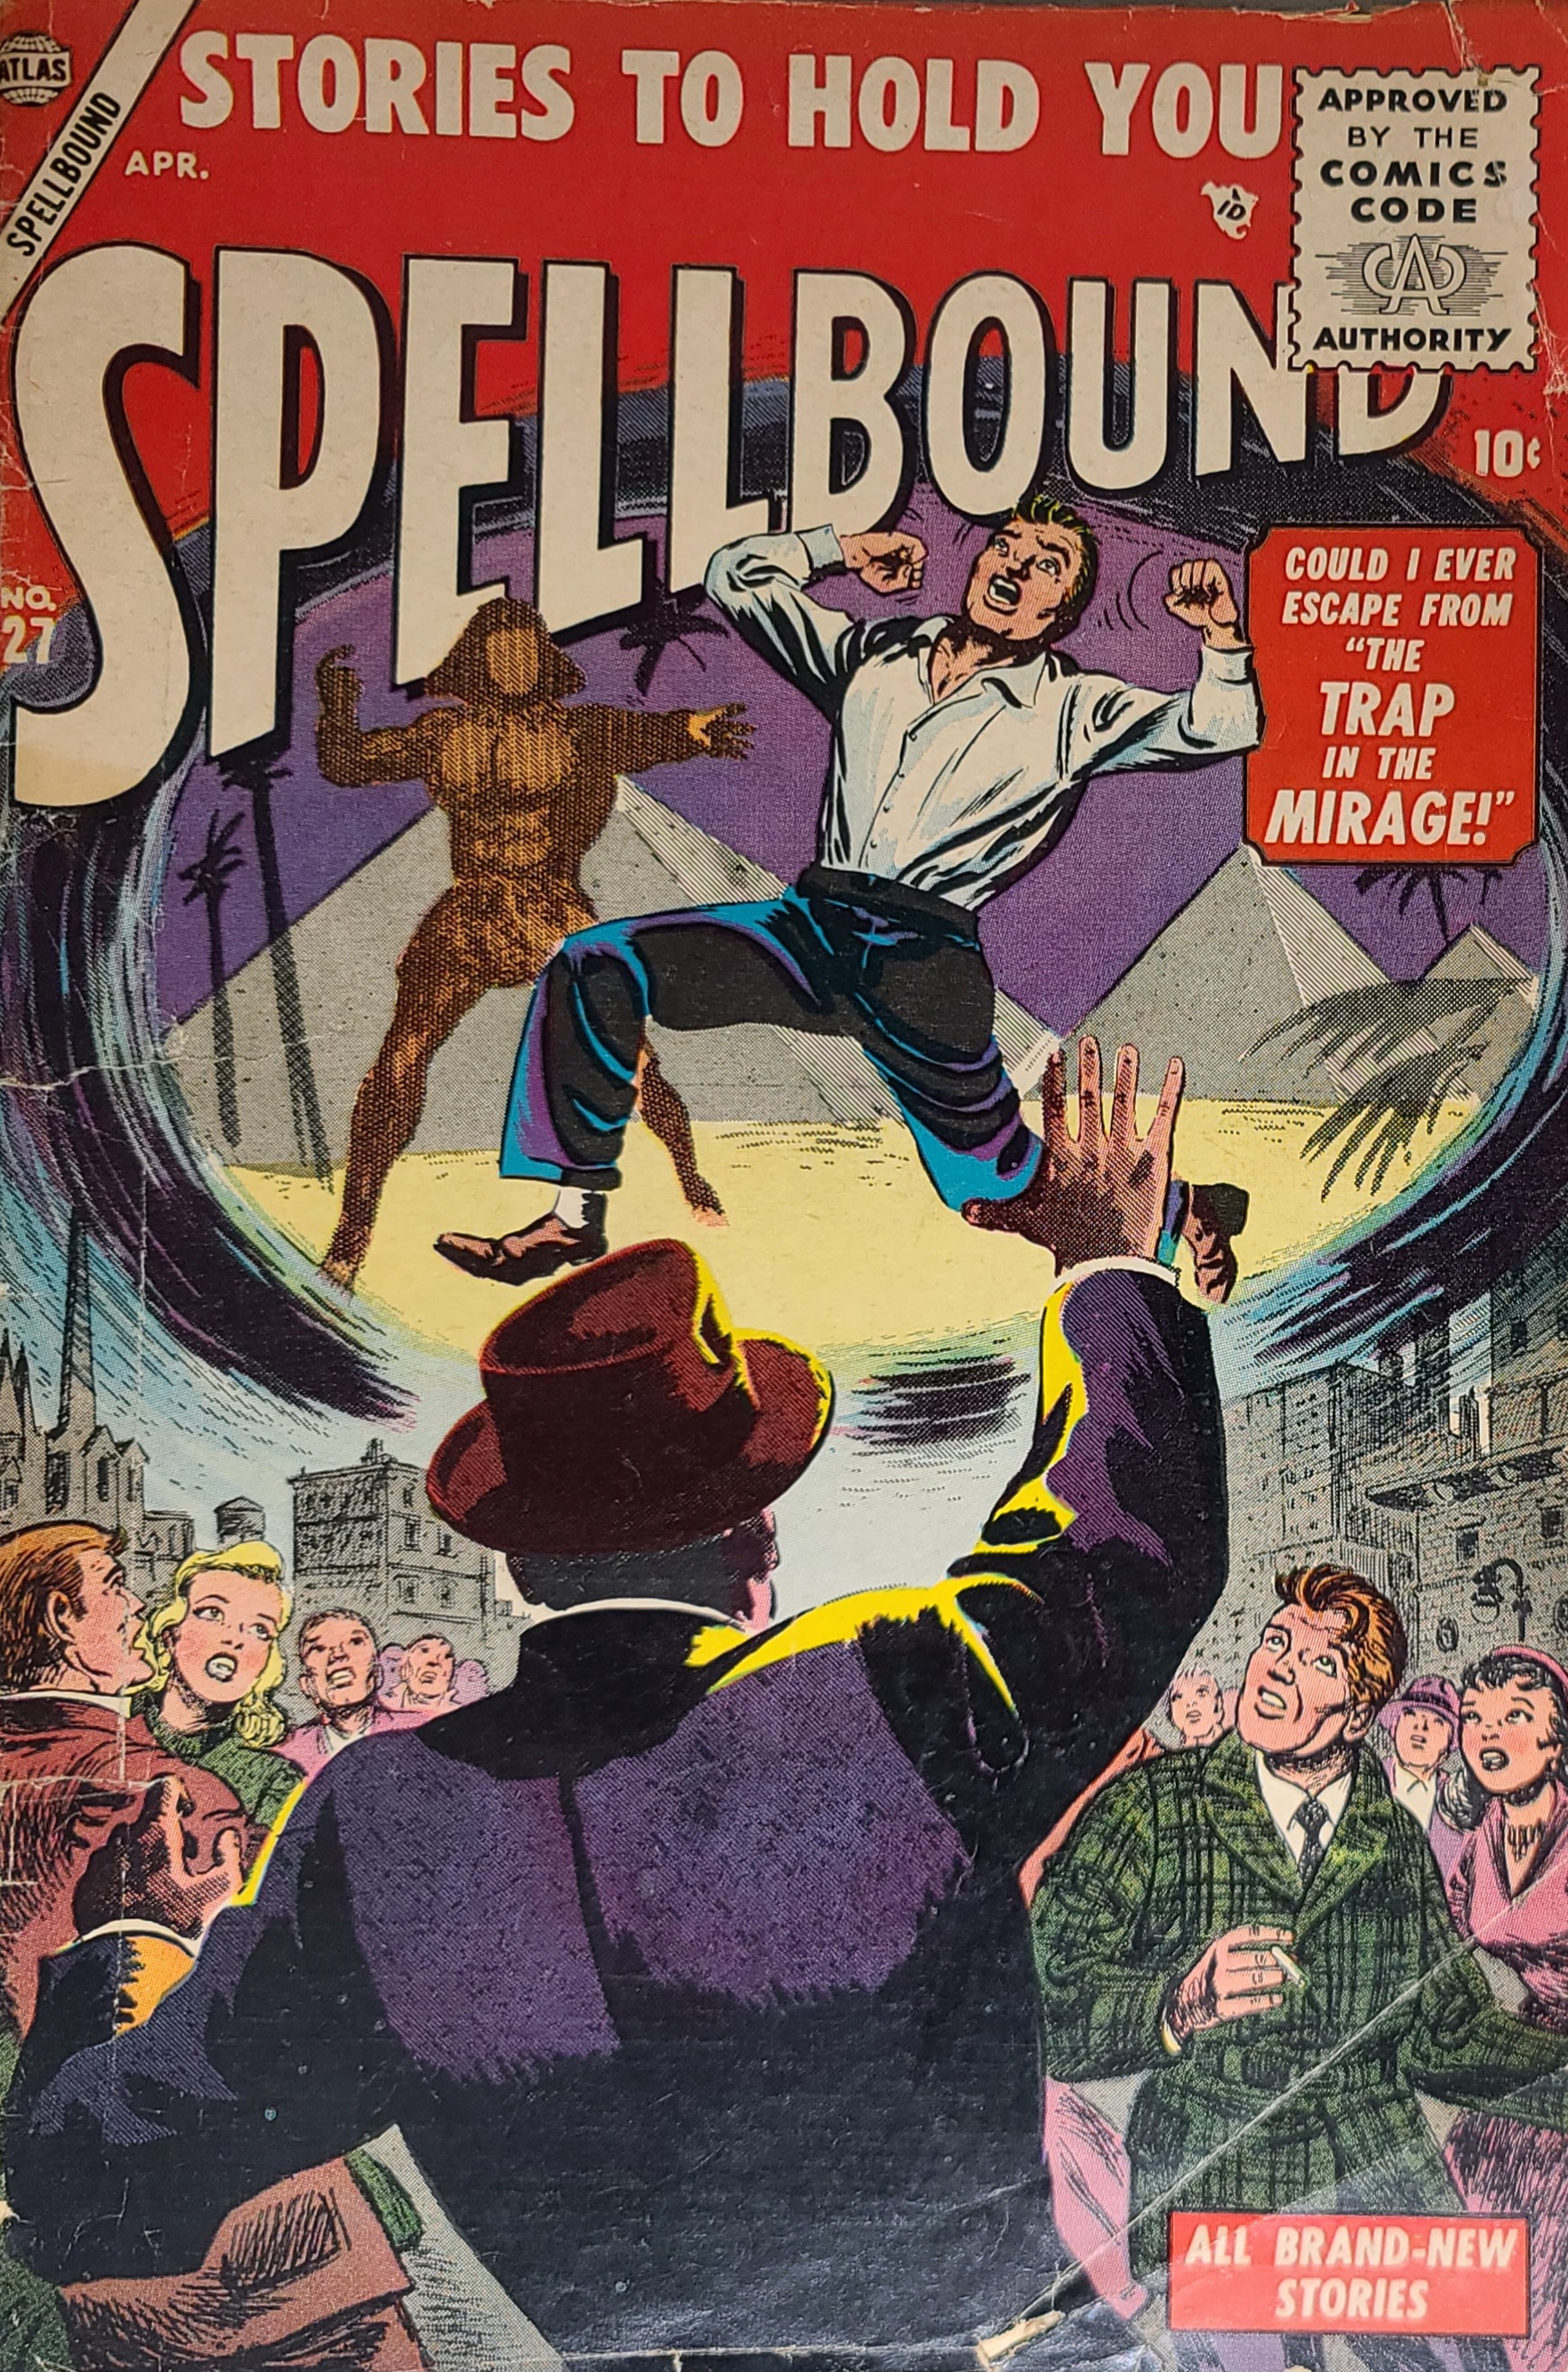 ATLAS
SPELLBOUND
STORIES TO HOLD YOU
APR.
APPROVED
BY THE
COMICS
CODE
CA
AUTHORITY
SPELLBOUND
10¢
NO.
27
COULD I EVER
ESCAPE FROM
“THE
TRAP
IN THE
MIRAGE!”
ALL BRAND-NEW
STORIES